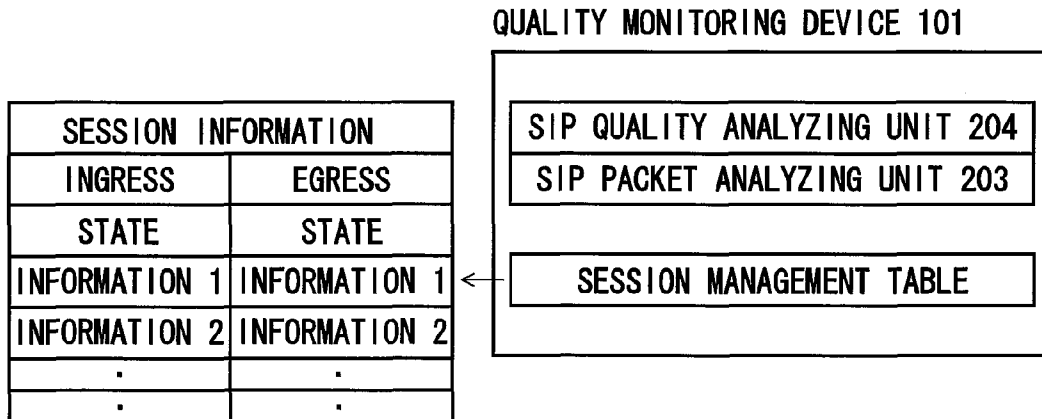 QUALITY MONITORING DEVICE 101
SIP QUALITY ANALYZING UNIT 204
SIP PACKET ANALYZING UNIT 203
SESSION MANAGEMENT TABLE
SESSION INFORMATION
INGRESS EGRESS
STATE STATE
INFORMATION 1 INFORMATION 1
INFORMATION 2 INFORMATION 2
. .
. .